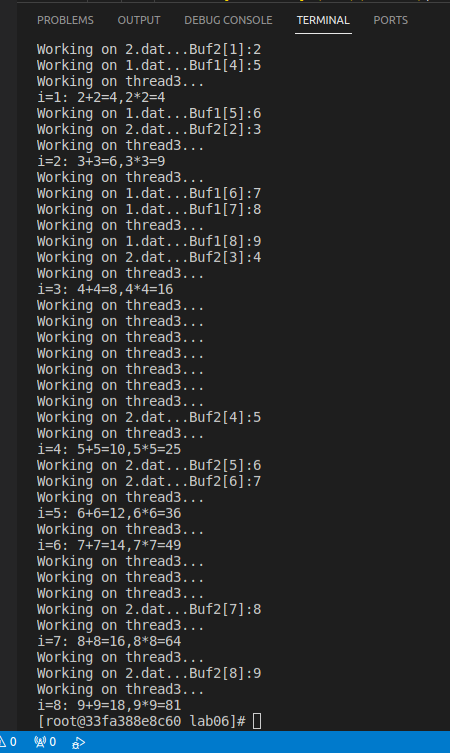 PROBLEMS OUTPUT DEBUG CONSOLE TERMINAL PORTS
Working on 2.dat...Buf2[1]:2
Working on 1.dat...Buf1[4]:5
Working on thread3...
i=1: 2+2=4,2*2=4
Working on 1.dat...Buf1[5]:6
Working on 2.dat...Buf2[2]:3
Working on thread3...
i=2: 3+3=6,3*3=9
Working on thread3...
Working on 1.dat...Buf1[6]:7
Working on 1.dat...Buf1[7]:8
Working on thread3...
Working on 1.dat...Buf1[8]:9
Working on 2.dat...Buf2[3]:4
Working on thread3...
i=3: 4+4=8,4*4=16
Working on thread3...
Working on thread3...
Working on thread3...
Working on thread3...
Working on thread3...
Working on thread3...
Working on thread3...
Working on 2.dat...Buf2[4]:5
Working on thread3...
i=4: 5+5=10,5*5=25
Working on 2.dat...Buf2[5]:6
Working on 2.dat...Buf2[6]:7
Working on thread3...
i=5: 6+6=12,6*6=36
Working on thread3...
i=6: 7+7=14,7*7=49
Working on thread3...
Working on thread3...
Working on thread3...
Working on 2.dat...Buf2[7]:8
Working on thread3...
i=7: 8+8=16,8*8=64
Working on thread3...
Working on 2.dat...Buf2[8]:9
Working on thread3...
i=8: 9+9=18,9*9=81
[root@33fa388e8c60 lab06]#
0 0